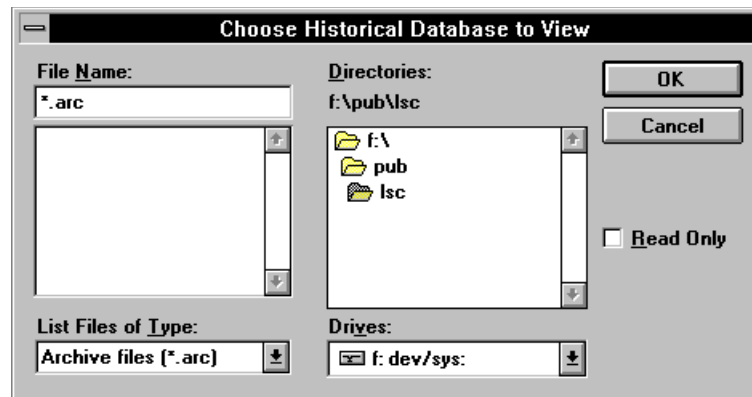 Choose Historical Database to View
File Name:
*.arc
Directories:
f:\pub\lsc
f:\
pub
lsc
OK
Cancel
Read Only
List Files of Type:
Archive files (*.arc)
Drives:
f: dev/sys: